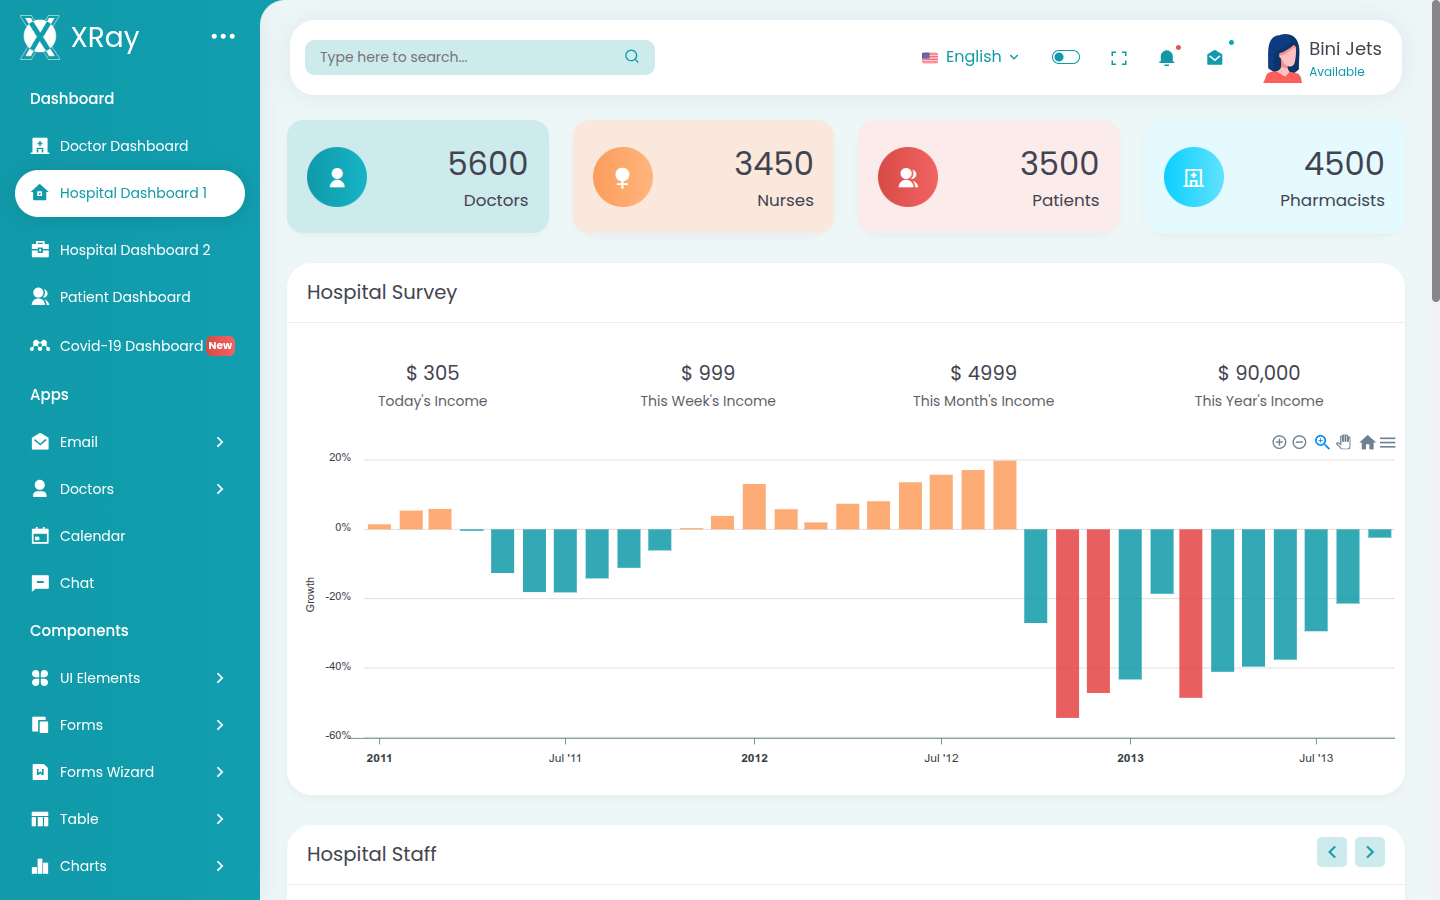 XRay
Dashboard
Doctor Dashboard
Hospital Dashboard 1
Hospital Dashboard 2
Patient Dashboard
Covid-19 Dashboard New
Apps
Email
Doctors
Calendar
Chat
Components
UI Elements
Forms
Forms Wizard
Table
Charts
Type here to search...
English
Bini Jets
Available
5600
Doctors
3450
Nurses
3500
Patients
4500
Pharmacists
Hospital Survey
$ 305
Today's Income
$ 999
This Week's Income
$ 4999
This Month's Income
$ 90,000
This Year's Income
20%
0%
-20%
-40%
-60%
Growth
2011
Jul '11
2012
Jul '12
2013
Jul '13
Hospital Staff